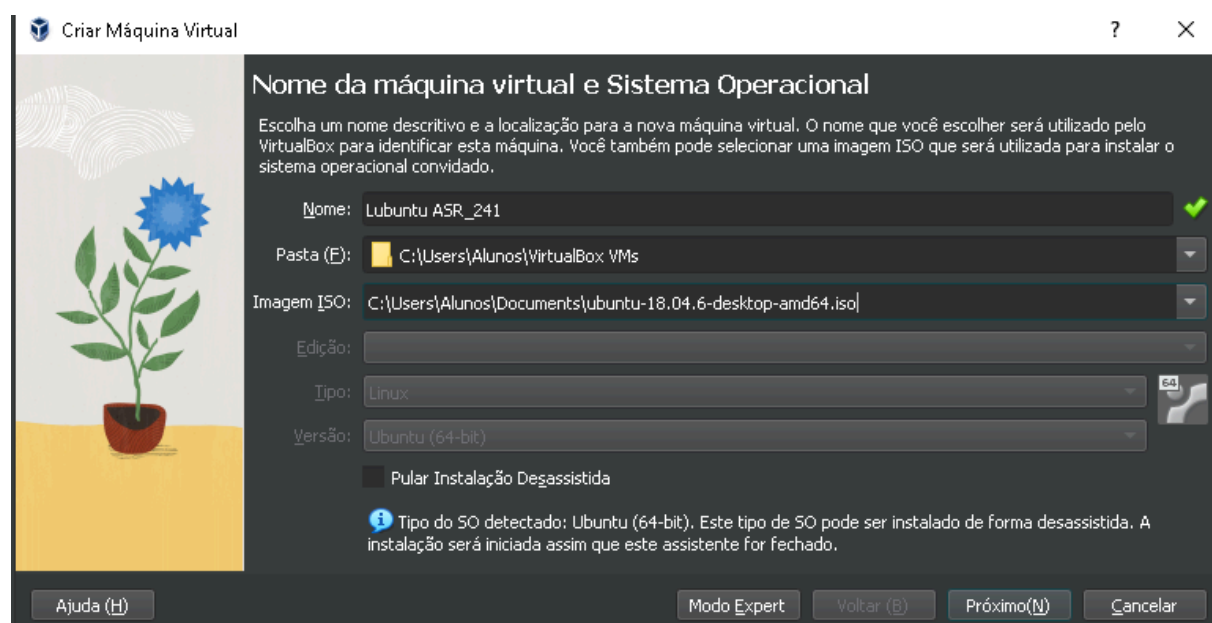 Criar Máquina Virtual
?
Nome da máquina virtual e Sistema Operacional
Escolha um nome descritivo e a localização para a nova máquina virtual. O nome que você escolher será utilizado pelo
VirtualBox para identificar esta máquina. Você também pode selecionar uma imagem ISO que será utilizada para instalar o
sistema operacional convidado.
Nome: Lubuntu ASR_241
Pasta (F): C:\Users\Alunos\VirtualBox VMs
Imagem ISO: C:\Users\Alunos\Documents\ubuntu-18.04.6-desktop-amd64.iso
Edição:
Tipo: Linux
64
Versão: Ubuntu (64-bit)
Pular Instalação Desassistida
Tipo do SO detectado: Ubuntu (64-bit). Este tipo de SO pode ser instalado de forma desassistida. A
instalação será iniciada assim que este assistente for fechado.
Ajuda (H) Modo Expert Voltar (B) Próximo(N) Cancelar